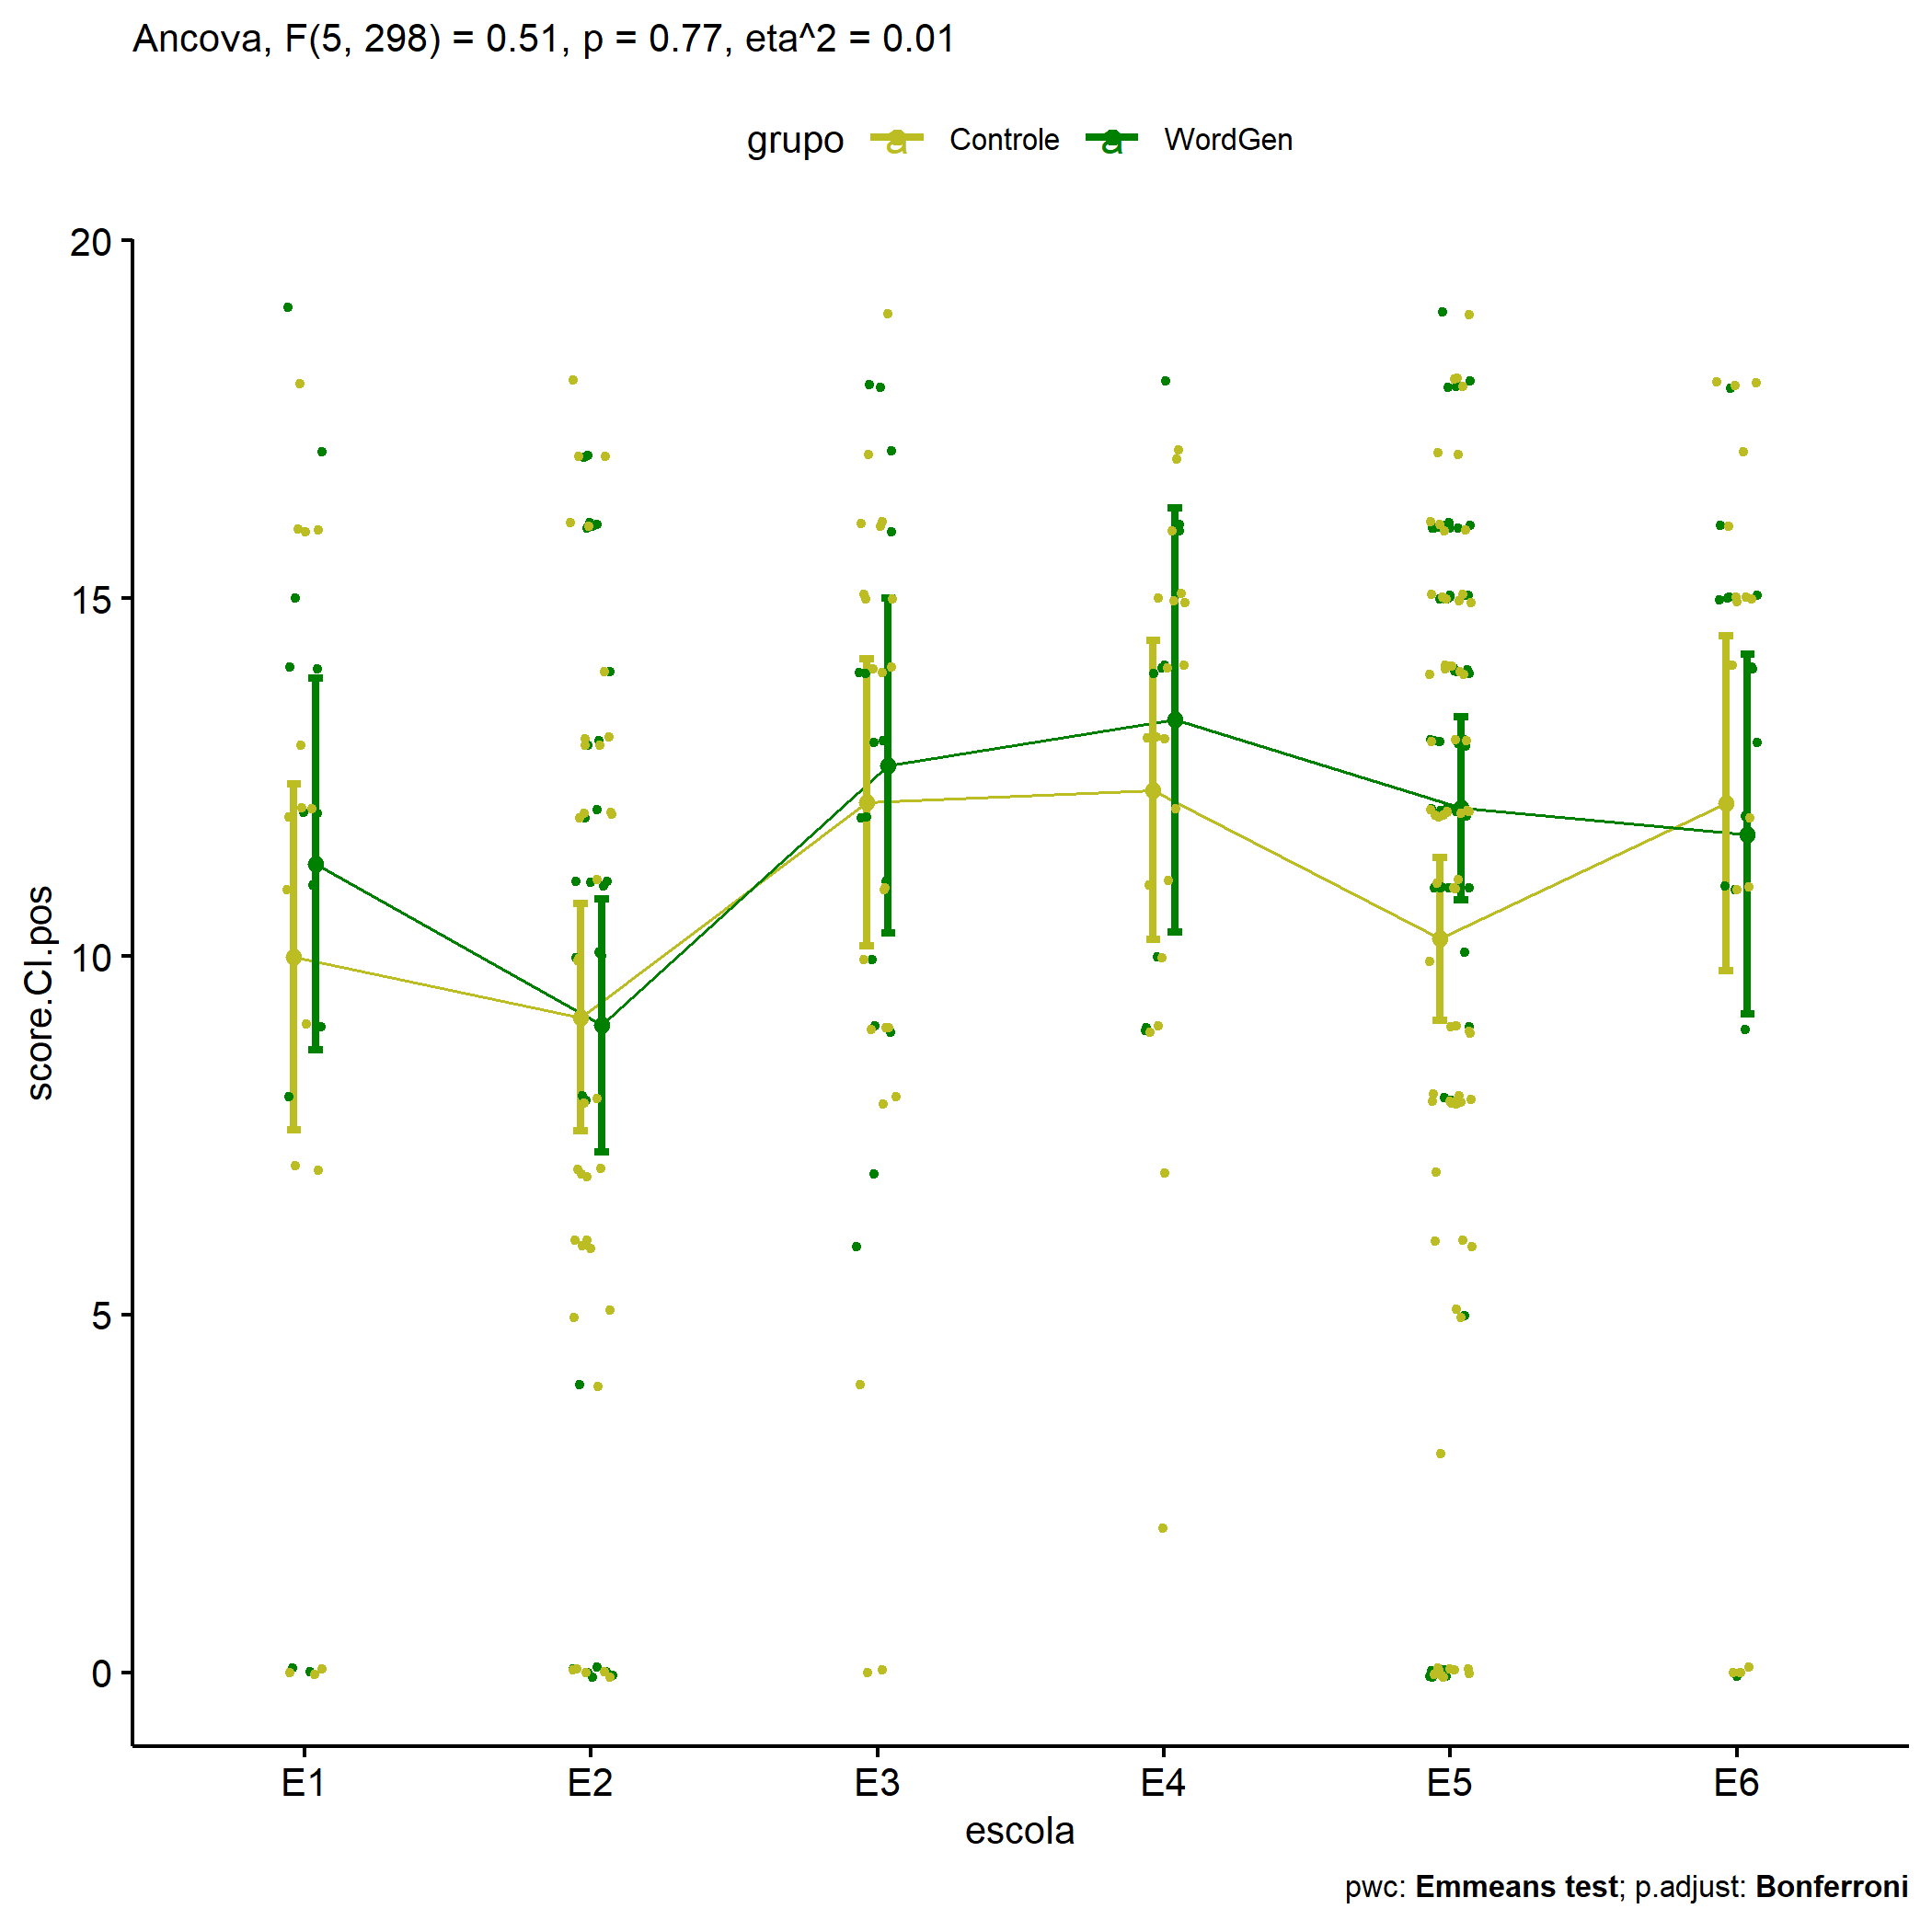 Ancova, F(5, 298) = 0.51, p = 0.77, eta^2 = 0.01
grupo a Controle a WordGen
20
15
10
5
0
score.CI.pos
E1 E2 E3 E4 E5 E6
escola
pwc: Emmeans test; p.adjust: Bonferroni